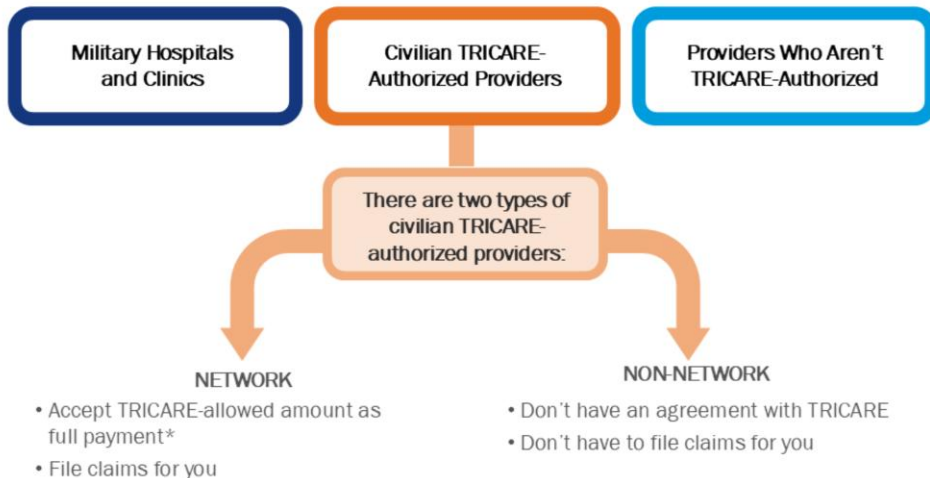 Military Hospitals
and Clinics
Civilian TRICARE-
Authorized Providers
Providers Who Aren't
TRICARE-Authorized
There are two types of
civilian TRICARE-
authorized providers:
NETWORK
• Accept TRICARE-allowed amount as
full payment*
• File claims for you
NON-NETWORK
• Don't have an agreement with TRICARE
• Don't have to file claims for you